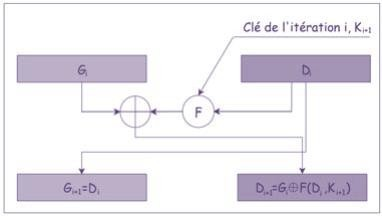 Clé de l'itération i, Kᵢ₊₁
Gᵢ
Dᵢ
F
Gᵢ₊₁=Dᵢ
Dᵢ₊₁=Gᵢ⊕F(Dᵢ,Kᵢ₊₁)